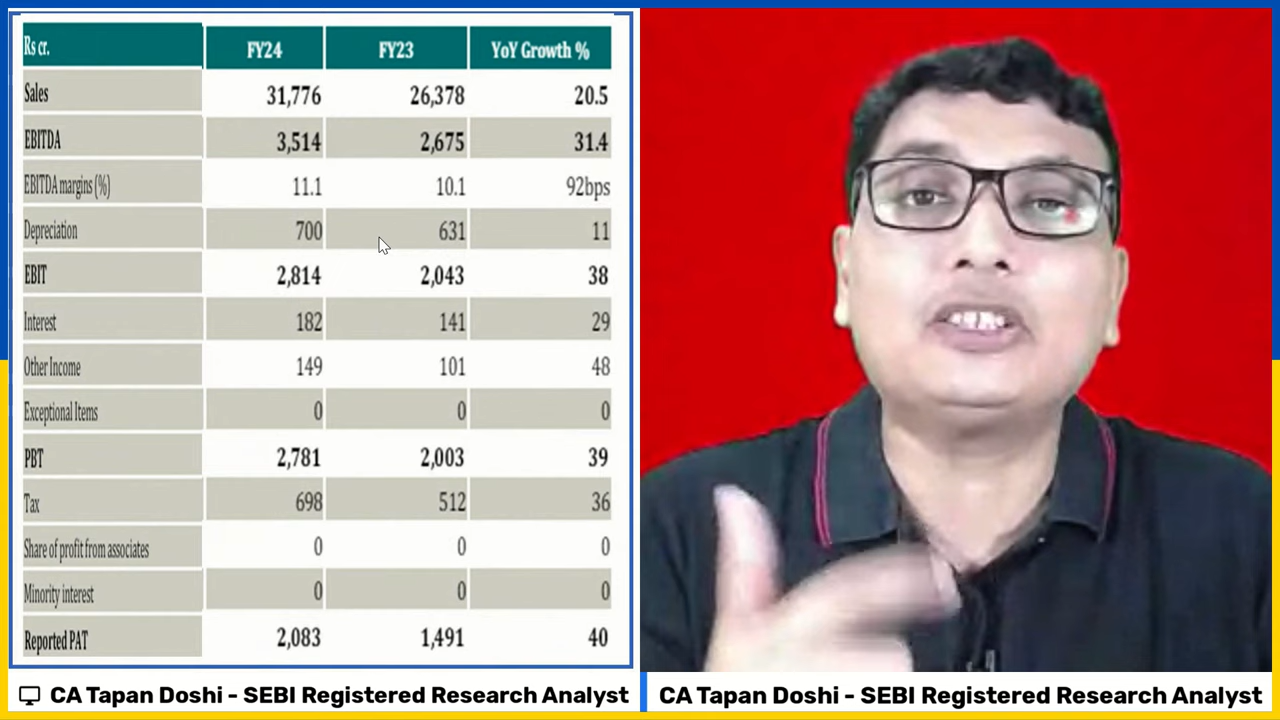 Rs cr. FY24 FY23 YoY Growth %
Sales 31,776 26,378 20.5
EBITDA 3,514 2,675 31.4
EBITDA margins (%) 11.1 10.1 92bps
Depreciation 700 631 11
EBIT 2,814 2,043 38
Interest 182 141 29
Other Income 149 101 48
Exceptional Items 0 0 0
PBT 2,781 2,003 39
Tax 698 512 36
Share of profit from associates 0 0 0
Minority interest 0 0 0
Reported PAT 2,083 1,491 40
CA Tapan Doshi - SEBI Registered Research Analyst
CA Tapan Doshi - SEBI Registered Research Analyst